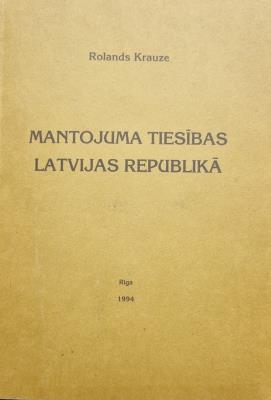 Rolands Krauze
MANTOJUMA TIESĪBAS
LATVIJAS REPUBLIKĀ
Rīga
1994